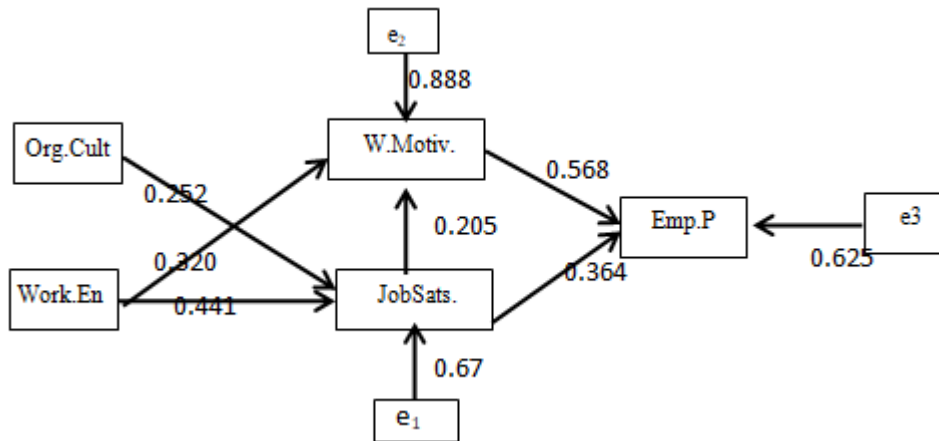 e₂
0.888
Org.Cult
W.Motiv.
0.252
0.568
0.205
Emp.P
e3
0.320
0.625
Work.En
0.441
JobSats.
0.364
0.67
e₁